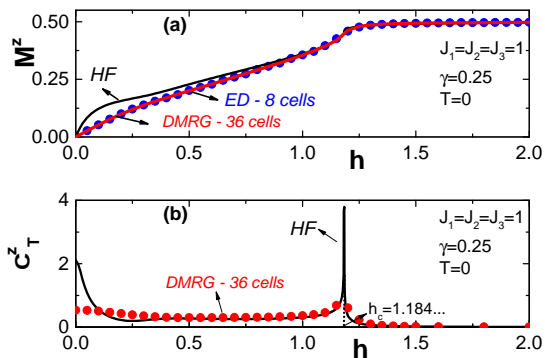 (a)
M^z
0.50
0.25
0.00
HF
ED - 8 cells
DMRG - 36 cells
J₁=J₂=J₃=1
γ=0.25
T=0
0.0 0.5 1.0 1.5 2.0
h
(b)
C^z_T
4
2
0
HF
DMRG - 36 cells
h_c=1.184...
J₁=J₂=J₃=1
γ=0.25
T=0
0.0 0.5 1.0 1.5 2.0
h